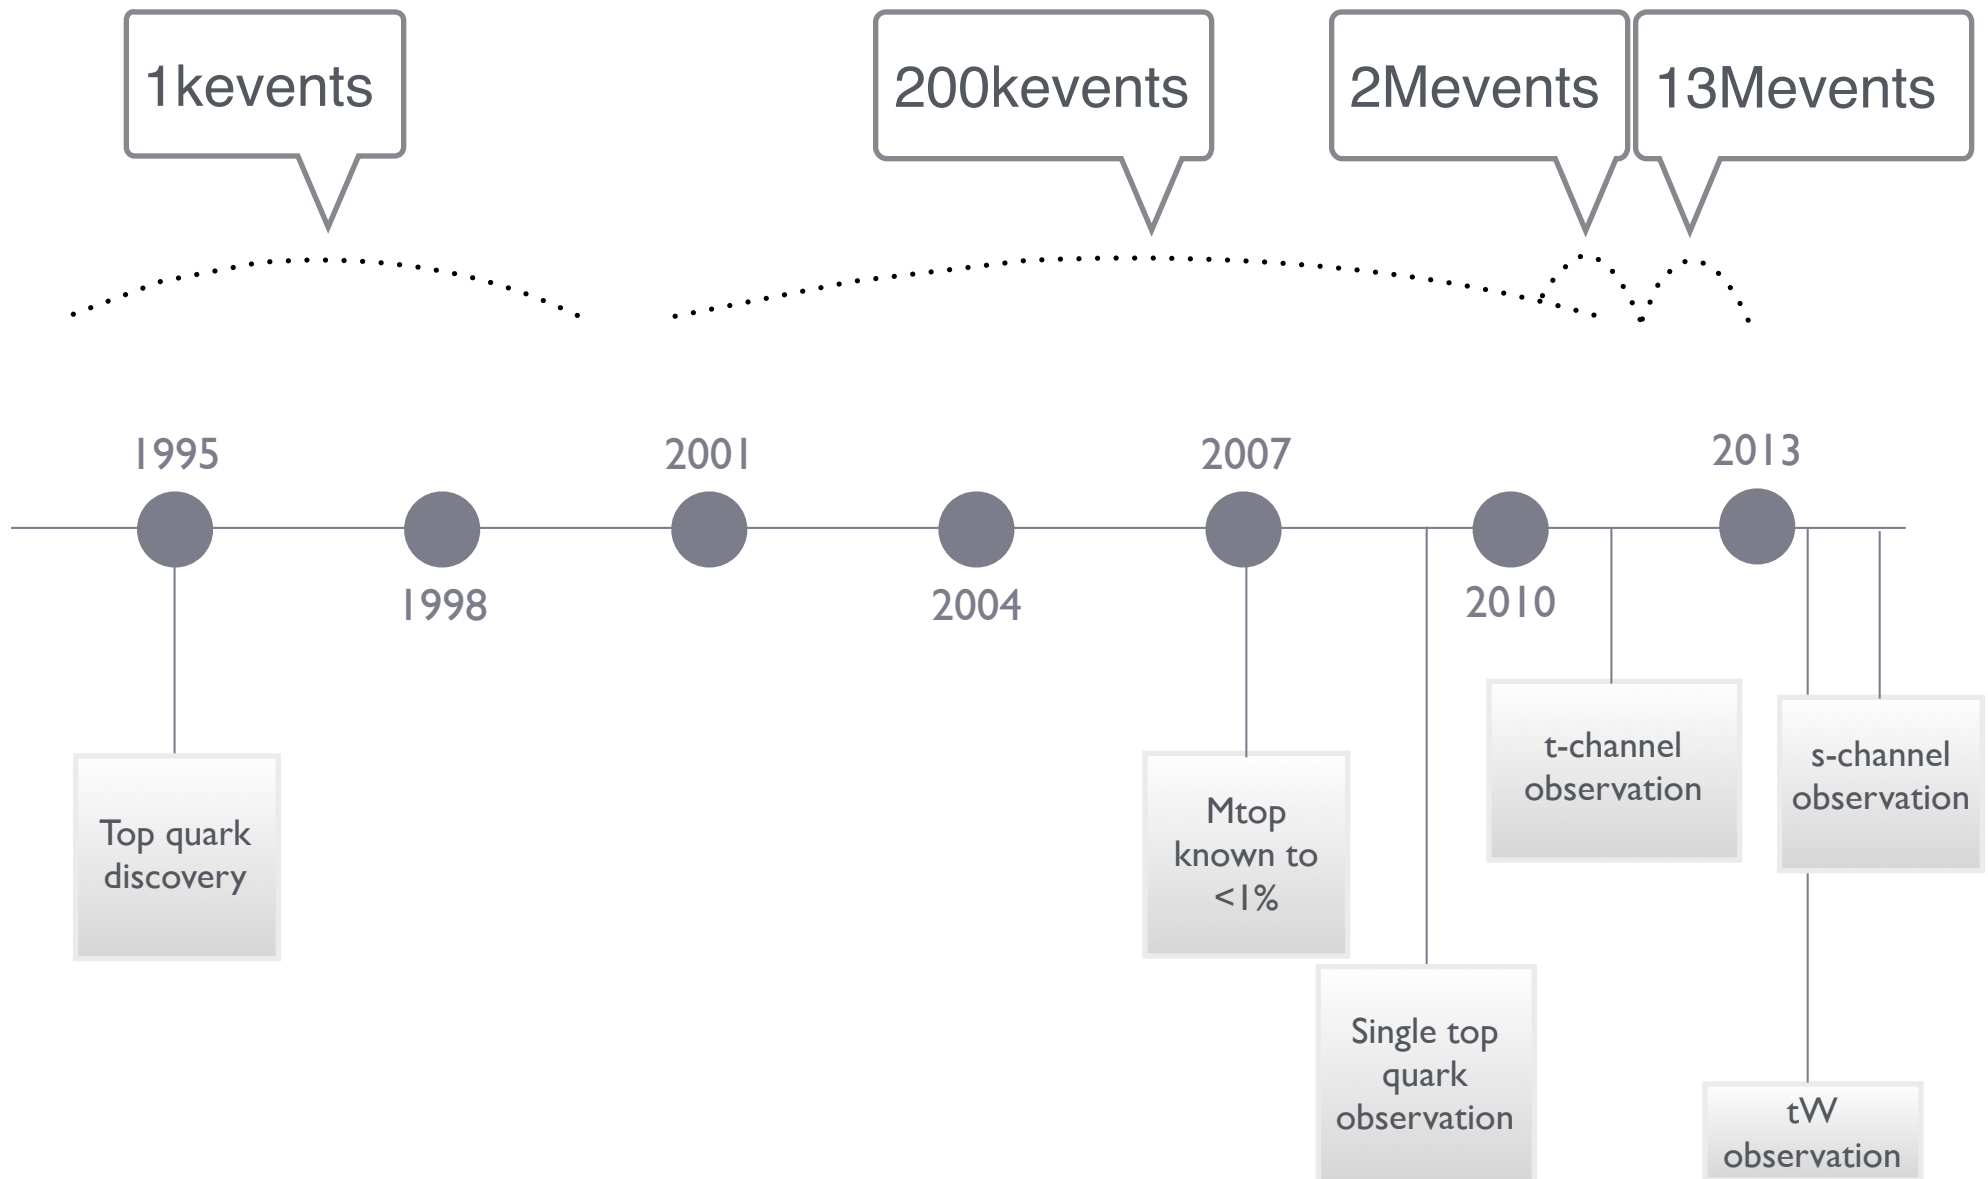 1kevents
200kevents
2Mevents
13Mevents
1995
2001
2007
2013
1998
2004
2010
Top quark
discovery
Mtop
known to
<1%
Single top
quark
observation
t-channel
observation
s-channel
observation
tW
observation